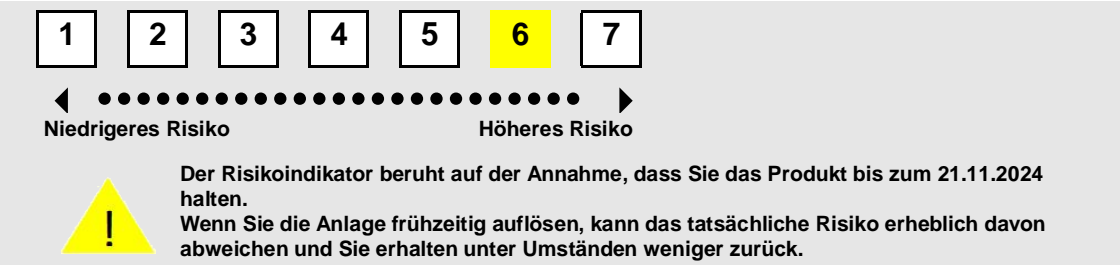 1 2 3 4 5 6 7
Niedrigeres Risiko Höheres Risiko
Der Risikoindikator beruht auf der Annahme, dass Sie das Produkt bis zum 21.11.2024
halten.
Wenn Sie die Anlage frühzeitig auflösen, kann das tatsächliche Risiko erheblich davon
abweichen und Sie erhalten unter Umständen weniger zurück.
!